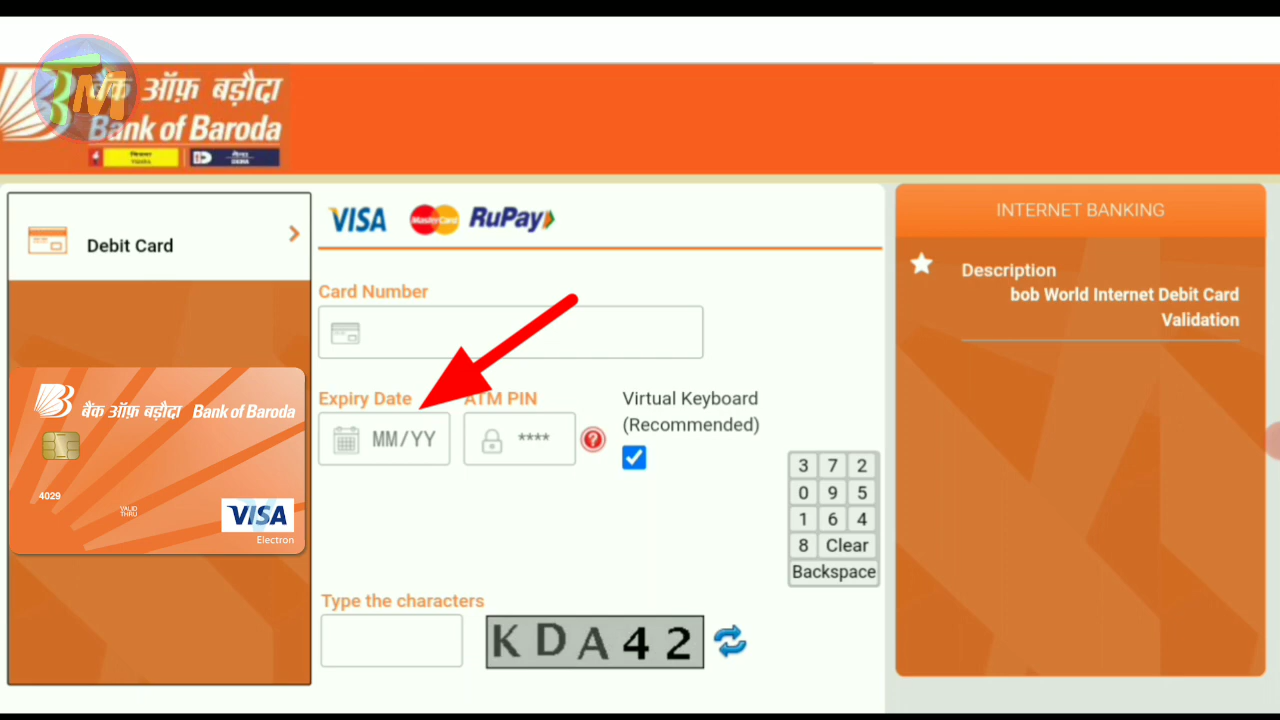 TM
बैंक ऑफ़ बड़ौदा
Bank of Baroda
Debit Card
VISA MasterCard RuPay
INTERNET BANKING
Description
bob World Internet Debit Card
Validation
Card Number
Expiry Date ATM PIN
MM/YY ****
?
Virtual Keyboard
(Recommended)
3 7 2
0 9 5
1 6 4
8 Clear
Backspace
बैंक ऑफ़ बड़ौदा Bank of Baroda
4029
VALID
THRU
VISA
Electron
Type the characters
KDA42